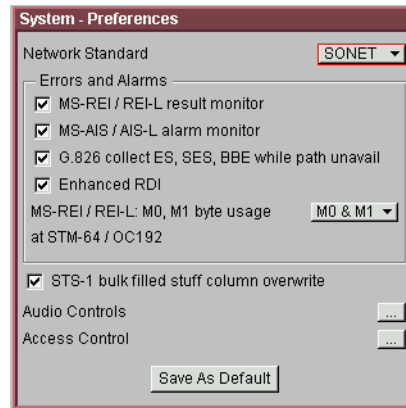 System - Preferences
Network Standard SONET
Errors and Alarms
MS-REI / REI-L result monitor
MS-AIS / AIS-L alarm monitor
G.826 collect ES, SES, BBE while path unavail
Enhanced RDI
MS-REI / REI-L: M0, M1 byte usage M0 & M1
at STM-64 / OC192
STS-1 bulk filled stuff column overwrite
Audio Controls ...
Access Control ...
Save As Default